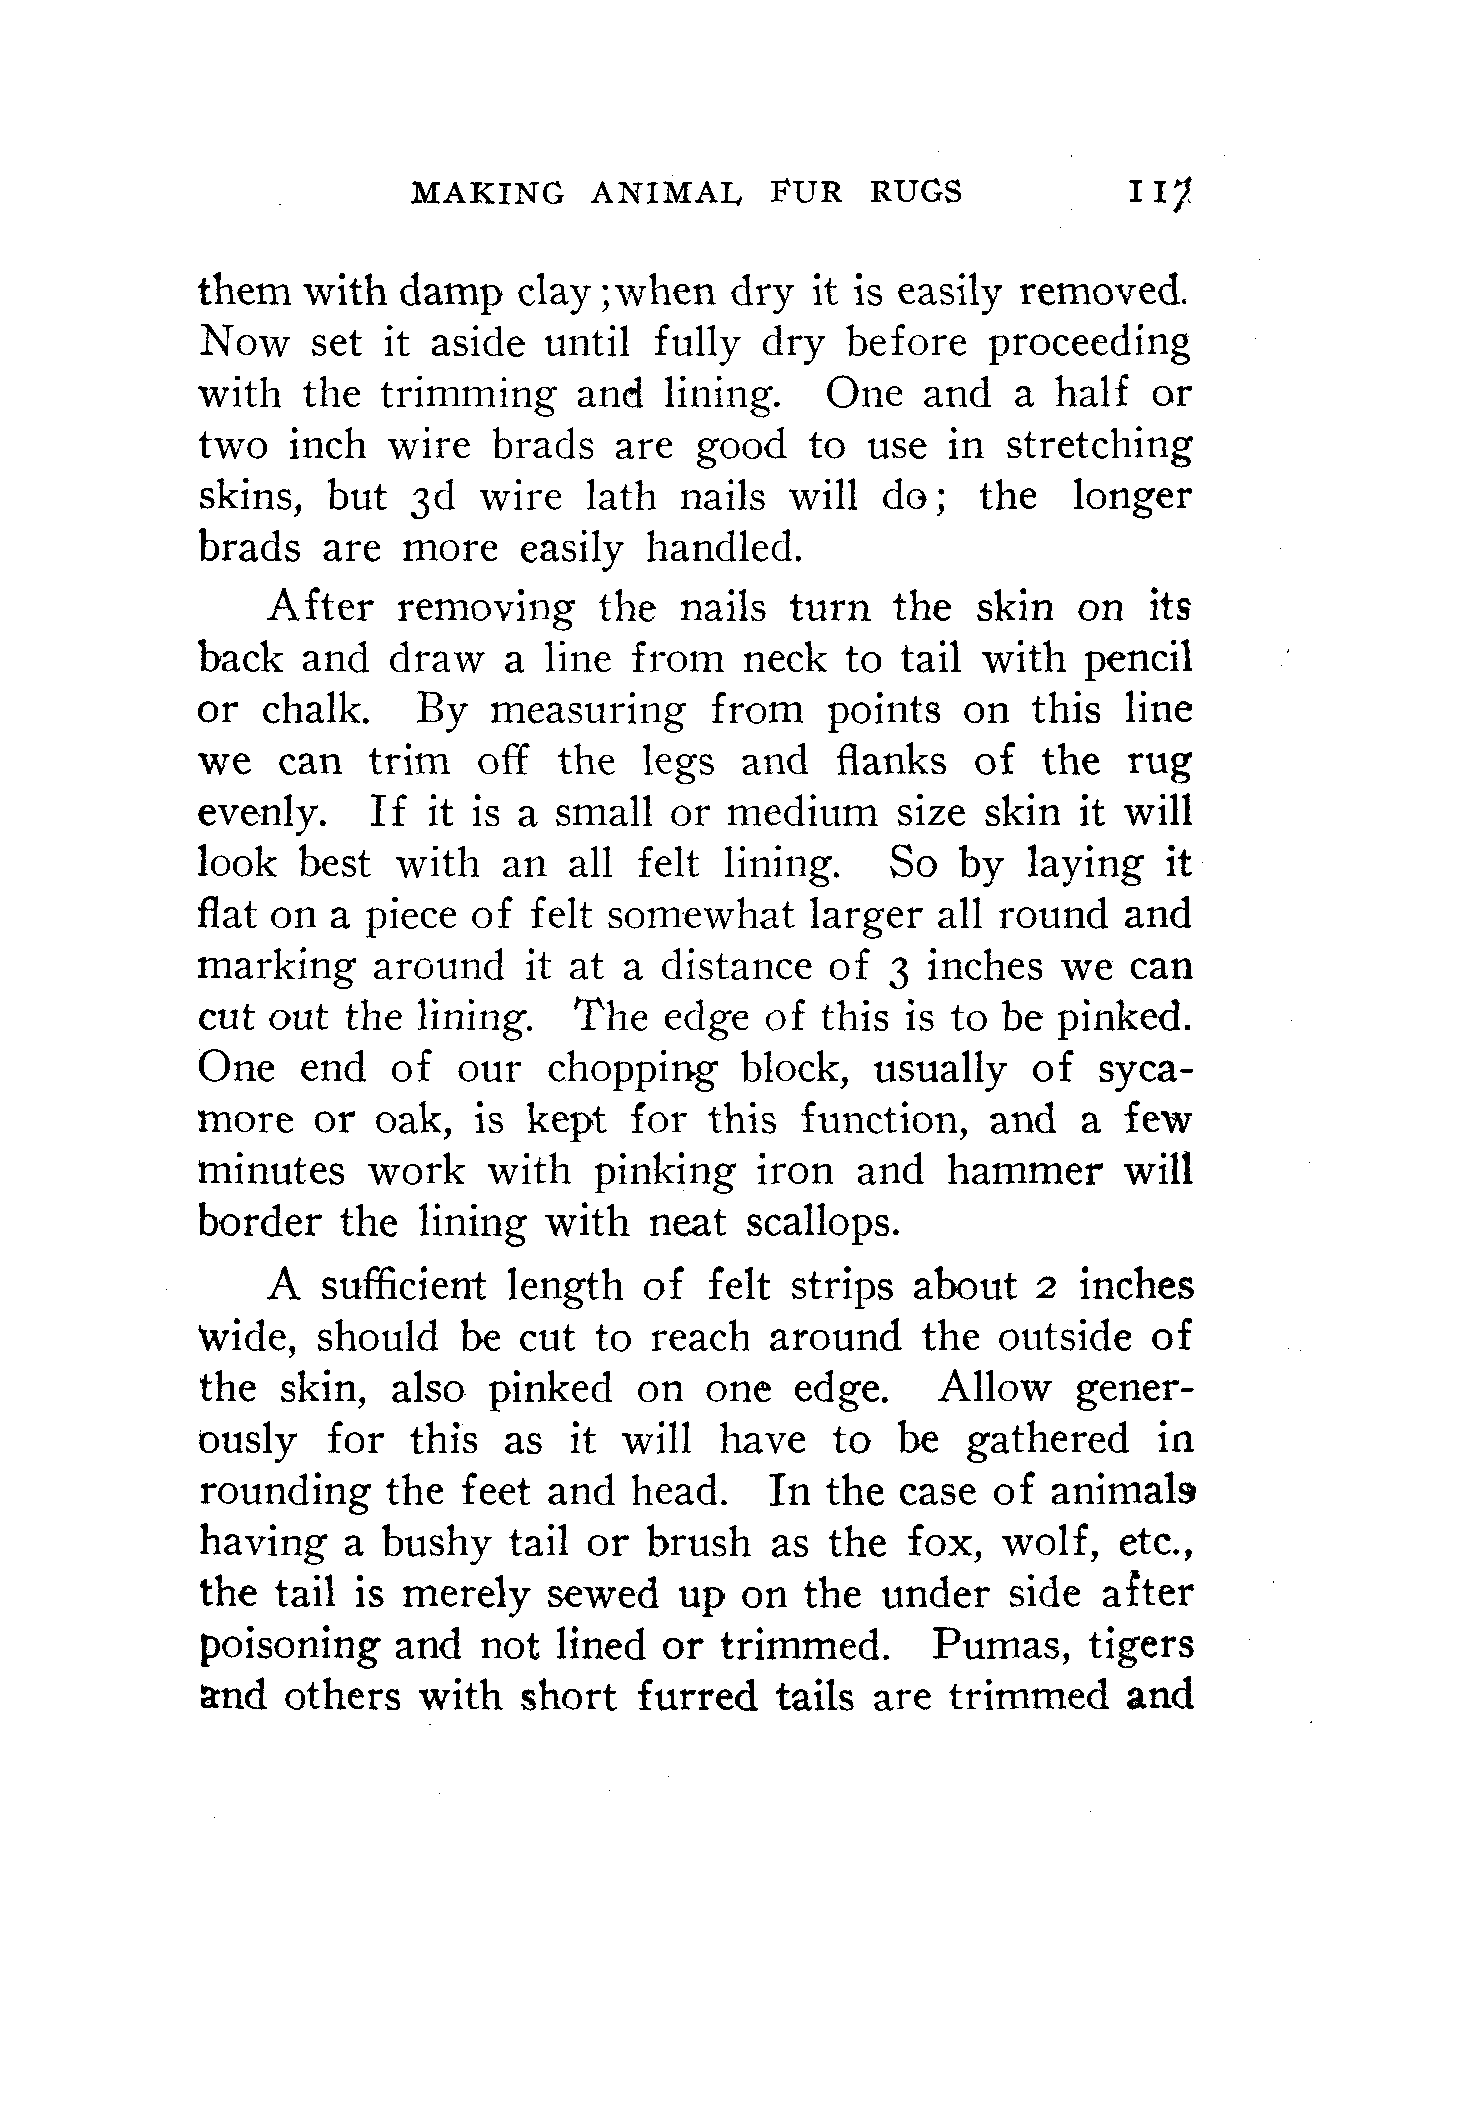 MAKING ANIMAL FUR RUGS 117
them with damp clay ;when dry it is easily removed.
Now set it aside until fully dry before proceeding
with the trimming and lining. One and a half or
two inch wire brads are good to use in stretching
skins, but 3d wire lath nails will do; the longer
brads are more easily handled.
After removing the nails turn the skin on its
back and draw a line from neck to tail with pencil
or chalk. By measuring from points on this line
we can trim off the legs and flanks of the rug
evenly. If it is a small or medium size skin it will
look best with an all felt lining. So by laying it
flat on a piece of felt somewhat larger all round and
marking around it at a distance of 3 inches we can
cut out the lining. The edge of this is to be pinked.
One end of our chopping block, usually of syca-
more or oak, is kept for this function, and a few
minutes work with pinking iron and hammer will
border the lining with neat scallops.
A sufficient length of felt strips about 2 inches
wide, should be cut to reach around the outside of
the skin, also pinked on one edge. Allow gener-
ously for this as it will have to be gathered in
rounding the feet and head. In the case of animals
having a bushy tail or brush as the fox, wolf, etc.,
the tail is merely sewed up on the under side after
poisoning and not lined or trimmed. Pumas, tigers
and others with short furred tails are trimmed and